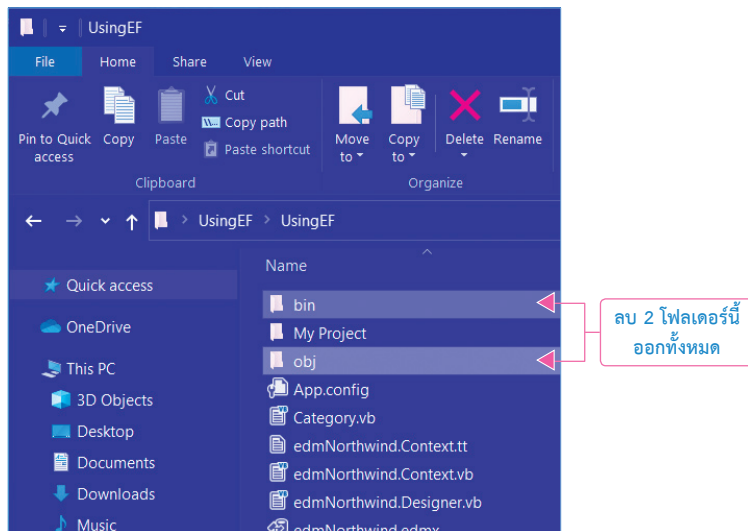 UsingEF
File Home Share View
Pin to Quick access
Copy
Paste
Cut
Copy path
Paste shortcut
Move to
Copy to
Delete
Rename
Clipboard
Organize
UsingEF > UsingEF
Quick access
OneDrive
This PC
3D Objects
Desktop
Documents
Downloads
Music
Name
bin
My Project
obj
App.config
Category.vb
edmNorthwind.Context.tt
edmNorthwind.Context.vb
edmNorthwind.Designer.vb
edmNorthwind.edmx
ลบ 2 โฟลเดอร์นี้
ออกทั้งหมด